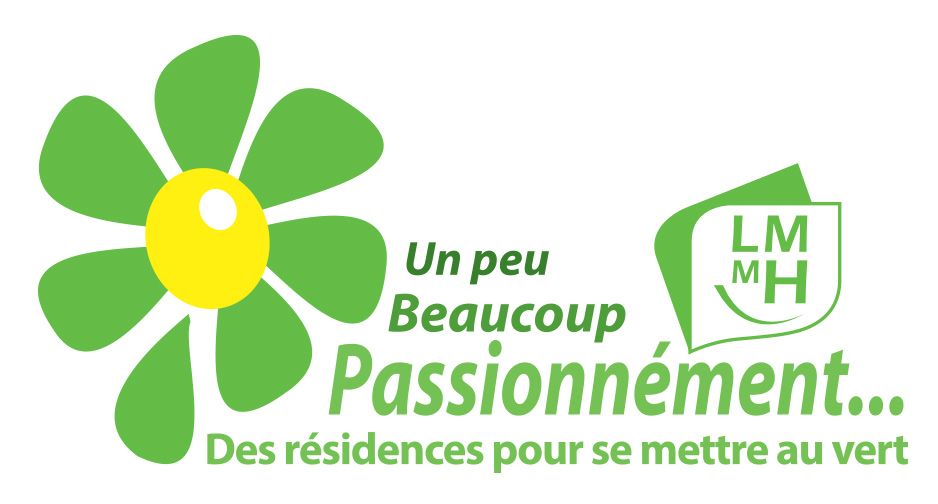 LM
MH
Un peu
Beaucoup
Passionnément...
Des résidences pour se mettre au vert